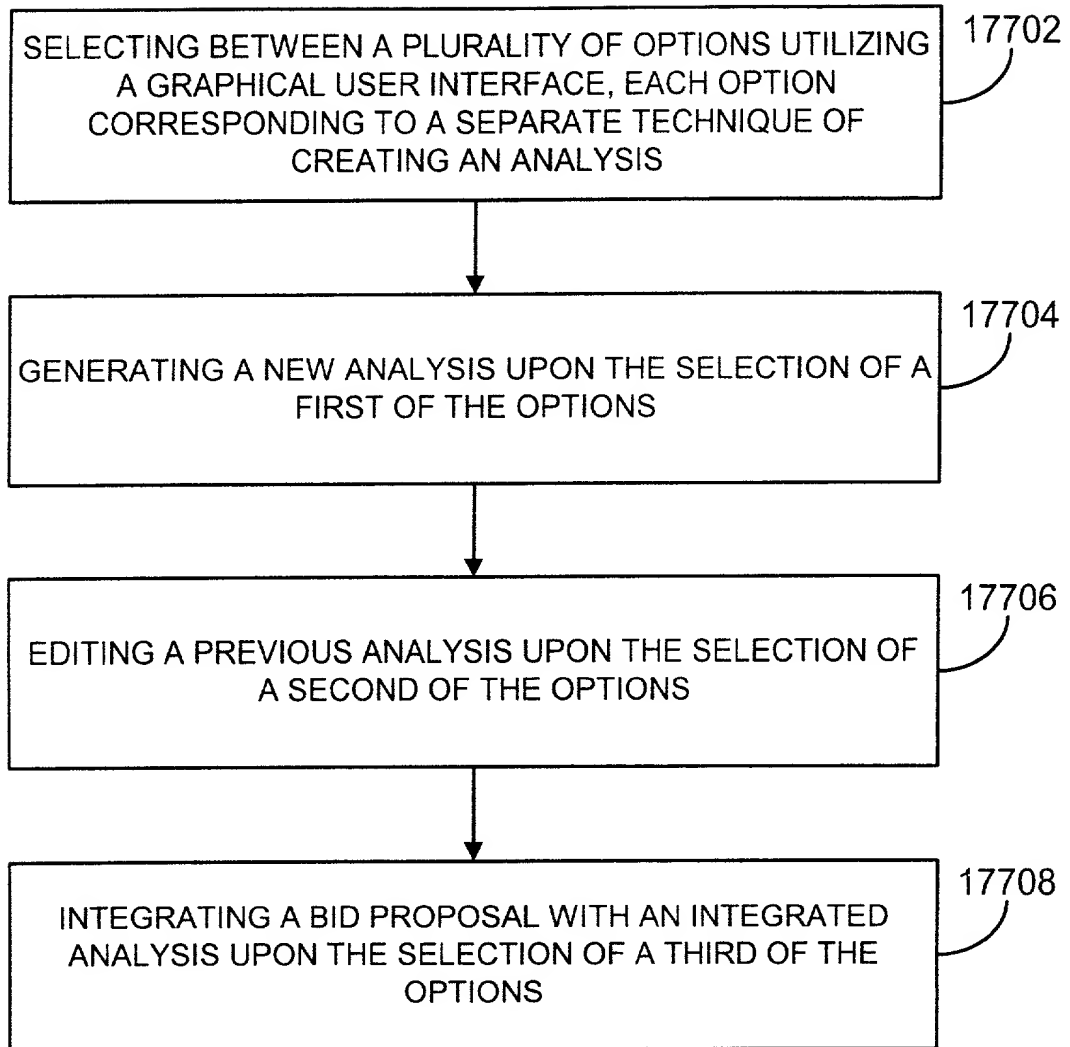 SELECTING BETWEEN A PLURALITY OF OPTIONS UTILIZING
A GRAPHICAL USER INTERFACE, EACH OPTION
CORRESPONDING TO A SEPARATE TECHNIQUE OF
CREATING AN ANALYSIS
17702
GENERATING A NEW ANALYSIS UPON THE SELECTION OF A
FIRST OF THE OPTIONS
17704
EDITING A PREVIOUS ANALYSIS UPON THE SELECTION OF
A SECOND OF THE OPTIONS
17706
INTEGRATING A BID PROPOSAL WITH AN INTEGRATED
ANALYSIS UPON THE SELECTION OF A THIRD OF THE
OPTIONS
17708